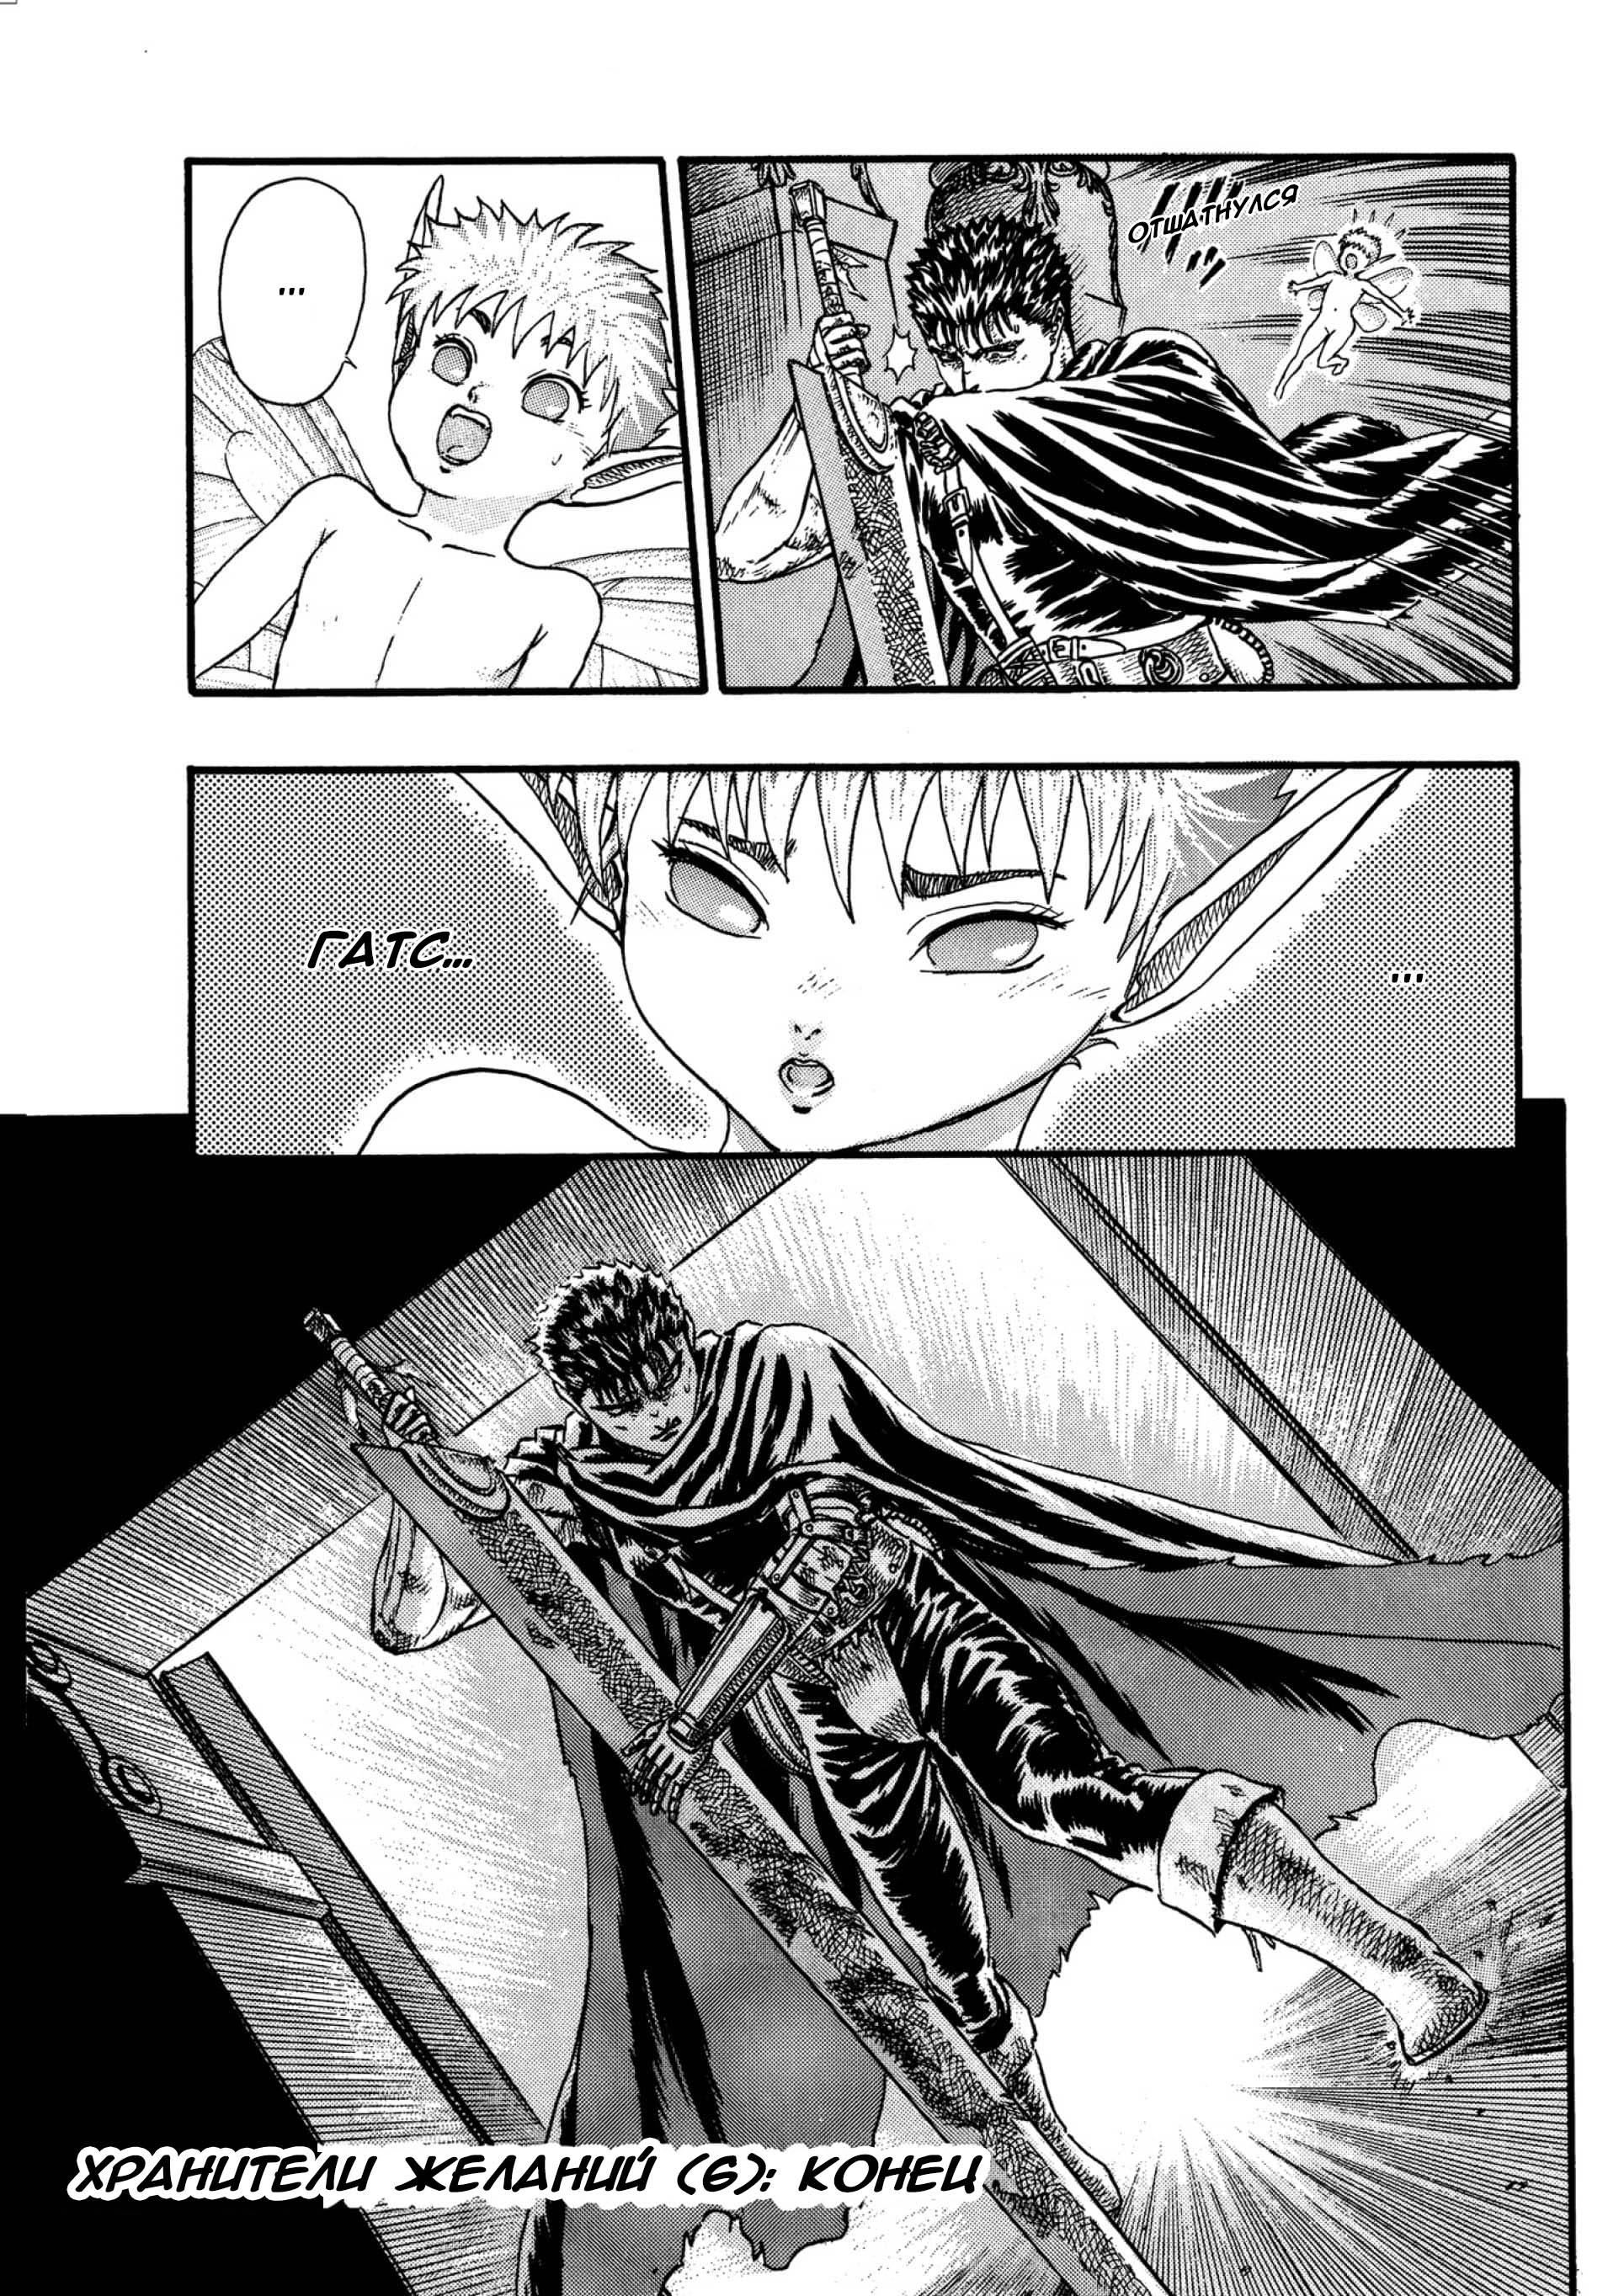 ОТШАТНУЛСЯ
...
...
ГАТС...
ХРАНИТЕЛИ ЖЕЛАНИЙ (6): КОНЕЦ